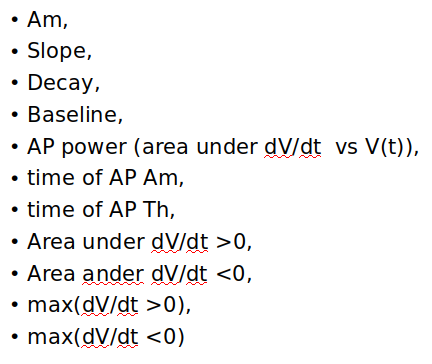 • Am,
• Slope,
• Decay,
• Baseline,
• AP power (area under dV/dt  vs V(t)),
• time of AP Am,
• time of AP Th,
• Area under dV/dt >0,
• Area ander dV/dt <0,
• max(dV/dt >0),
• max(dV/dt <0)